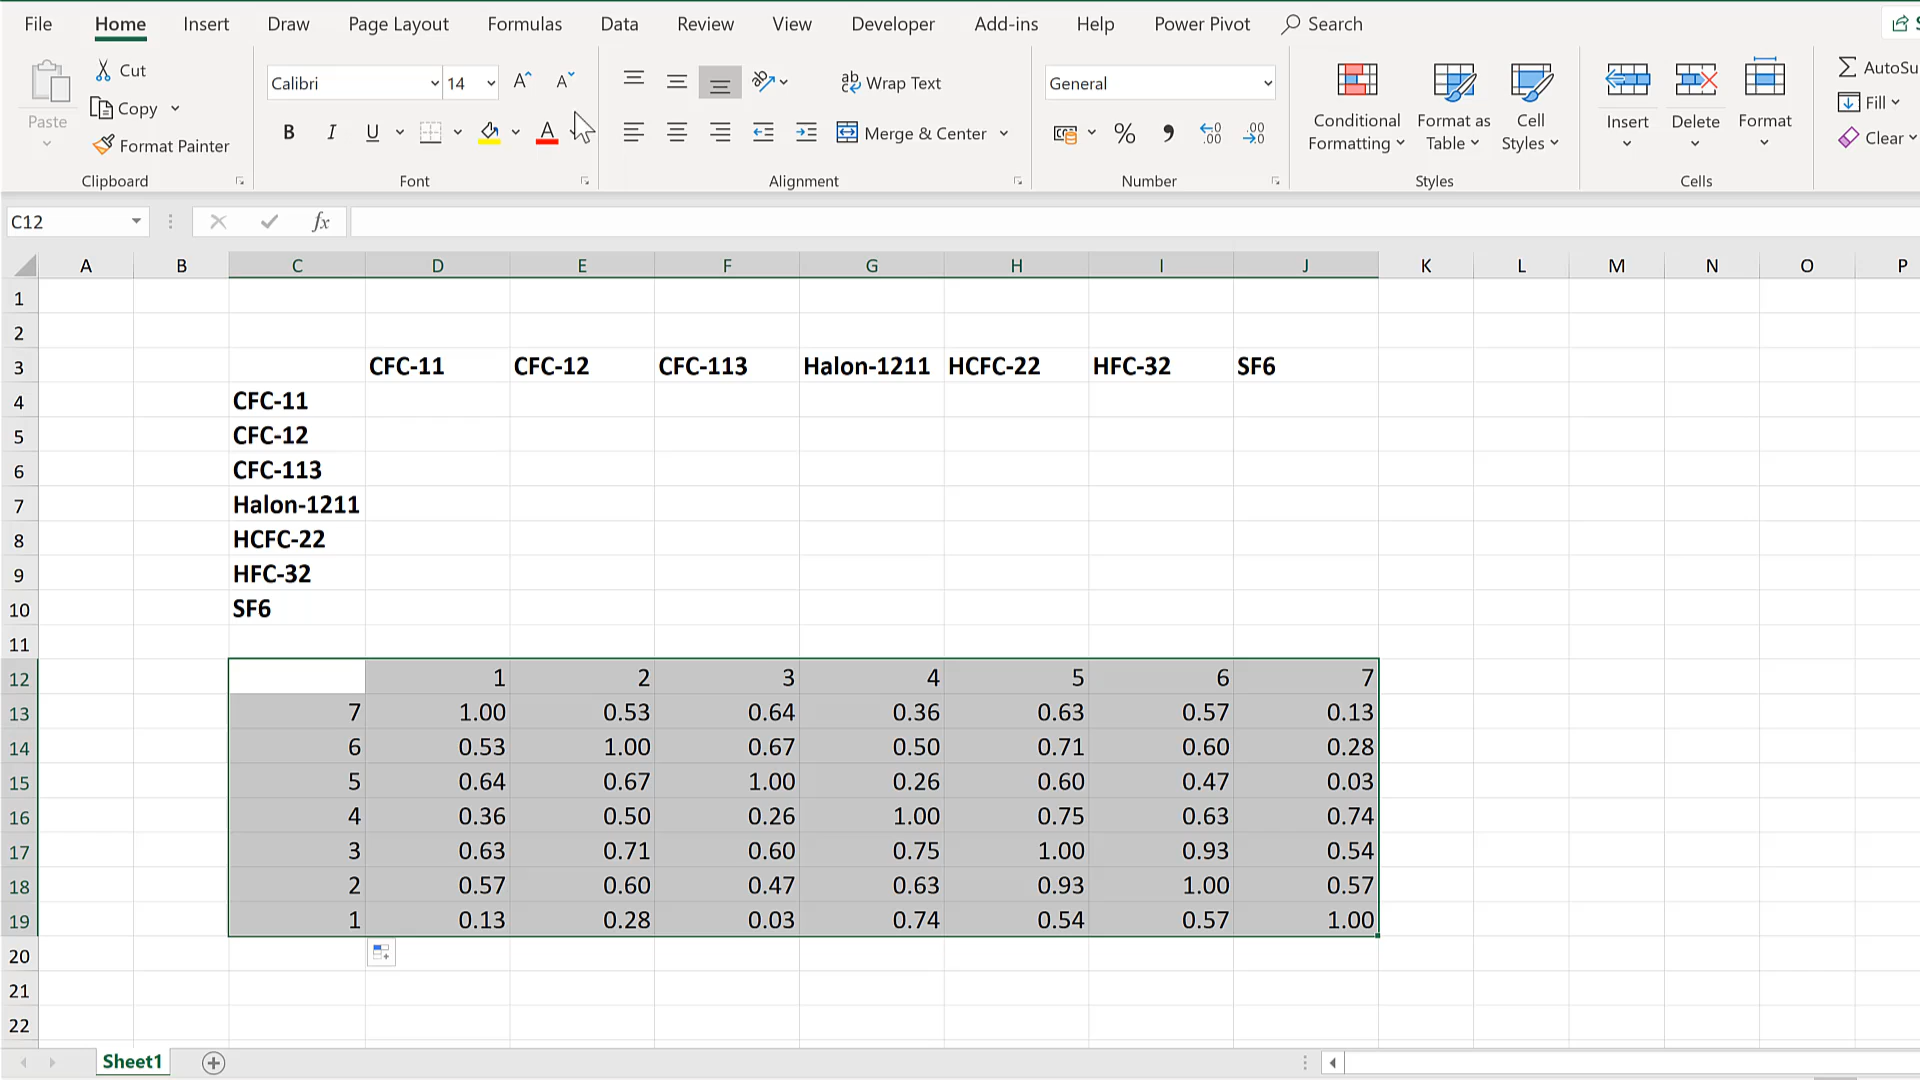 File Home Insert Draw Page Layout Formulas Data Review View Developer Add-ins Help Power Pivot Search
Paste
Cut
Copy
Format Painter
Clipboard
Calibri 14
B I U A
Font
Wrap Text
Merge & Center
Alignment
General
%
Number
Conditional Formatting
Format as Table
Cell Styles
Styles
Insert Delete Format
Cells
Fill
Clear
C12 fx
A B C D E F G H I J K L M N O P
1
2
3 CFC-11 CFC-12 CFC-113 Halon-1211 HCFC-22 HFC-32 SF6
4 CFC-11
5 CFC-12
6 CFC-113
7 Halon-1211
8 HCFC-22
9 HFC-32
10 SF6
11
12 1 2 3 4 5 6 7
13 7 1.00 0.53 0.64 0.36 0.63 0.57 0.13
14 6 0.53 1.00 0.67 0.50 0.71 0.60 0.28
15 5 0.64 0.67 1.00 0.26 0.60 0.47 0.03
16 4 0.36 0.50 0.26 1.00 0.75 0.63 0.74
17 3 0.63 0.71 0.60 0.75 1.00 0.93 0.54
18 2 0.57 0.60 0.47 0.63 0.93 1.00 0.57
19 1 0.13 0.28 0.03 0.74 0.54 0.57 1.00
20
21
22
Sheet1